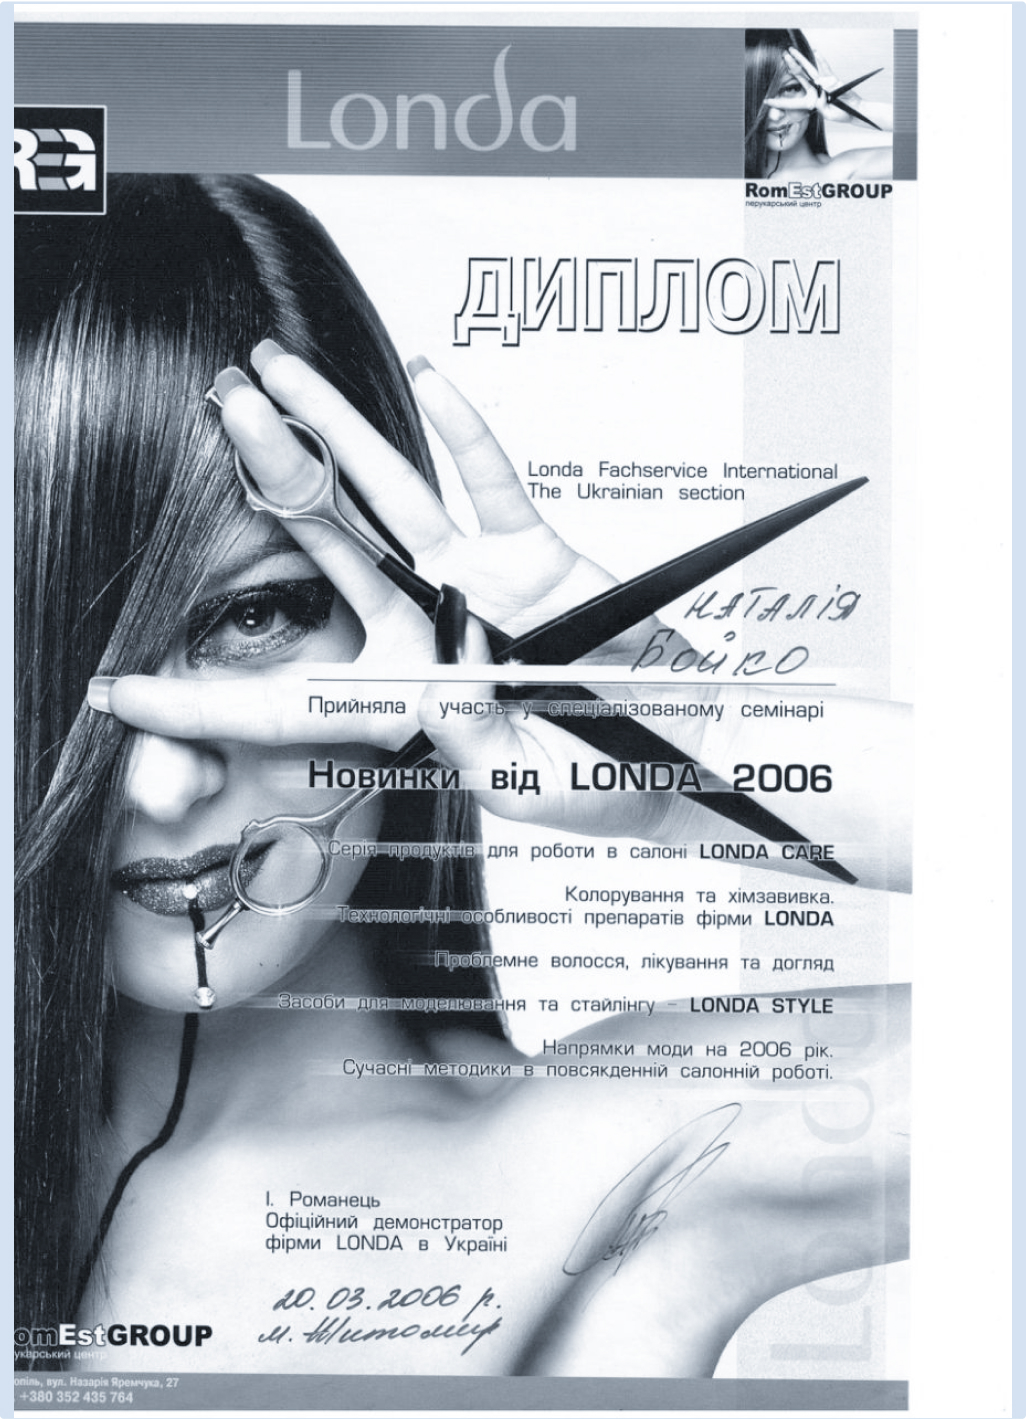 Londa
REG
RomEstGROUP
перукарський центр
ДИПЛОМ
Londa Fachservice International
The Ukrainian section
НАТАЛІЯ
Бойко
Прийняла участь у спеціалізованому семінарі
Новинки від LONDA 2006
Серія продуктів для роботи в салоні LONDA CARE
Колорування та хімзавивка.
Технологічні особливості препаратів фірми LONDA
Проблемне волосся, лікування та догляд
Засоби для моделювання та стайлінгу - LONDA STYLE
Напрямки моди на 2006 рік.
Сучасні методики в повсякденній салонній роботі.
Londa
І. Романець
Офіційний демонстратор
фірми LONDA в Україні
20.03.2006 р.
м. Житомир
omEstGROUP
укарський центр
опіль, вул. Назарія Яремчука, 27
+380 352 435 764